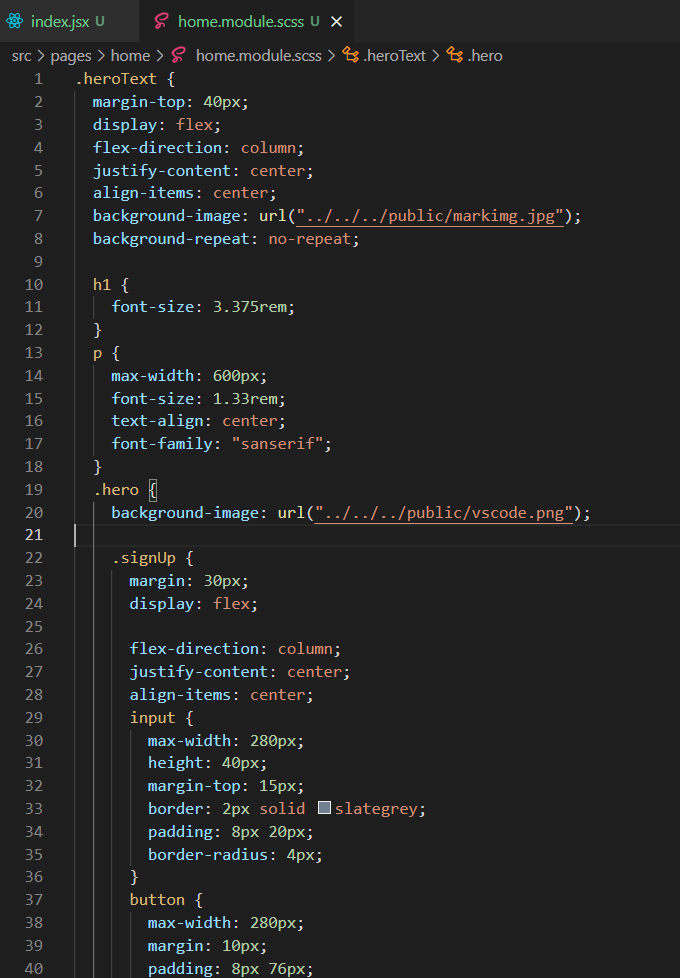 index.jsx U home.module.scss U
src > pages > home > home.module.scss > .heroText > .hero
1 .heroText {
2 margin-top: 40px;
3 display: flex;
4 flex-direction: column;
5 justify-content: center;
6 align-items: center;
7 background-image: url("../../../public/markimg.jpg");
8 background-repeat: no-repeat;
9
10 h1 {
11 font-size: 3.375rem;
12 }
13 p {
14 max-width: 600px;
15 font-size: 1.33rem;
16 text-align: center;
17 font-family: "sanserif";
18 }
19 .hero {
20 background-image: url("../../../public/vscode.png");
21
22 .signUp {
23 margin: 30px;
24 display: flex;
25
26 flex-direction: column;
27 justify-content: center;
28 align-items: center;
29 input {
30 max-width: 280px;
31 height: 40px;
32 margin-top: 15px;
33 border: 2px solid slategrey;
34 padding: 8px 20px;
35 border-radius: 4px;
36 }
37 button {
38 max-width: 280px;
39 margin: 10px;
40 padding: 8px 76px;